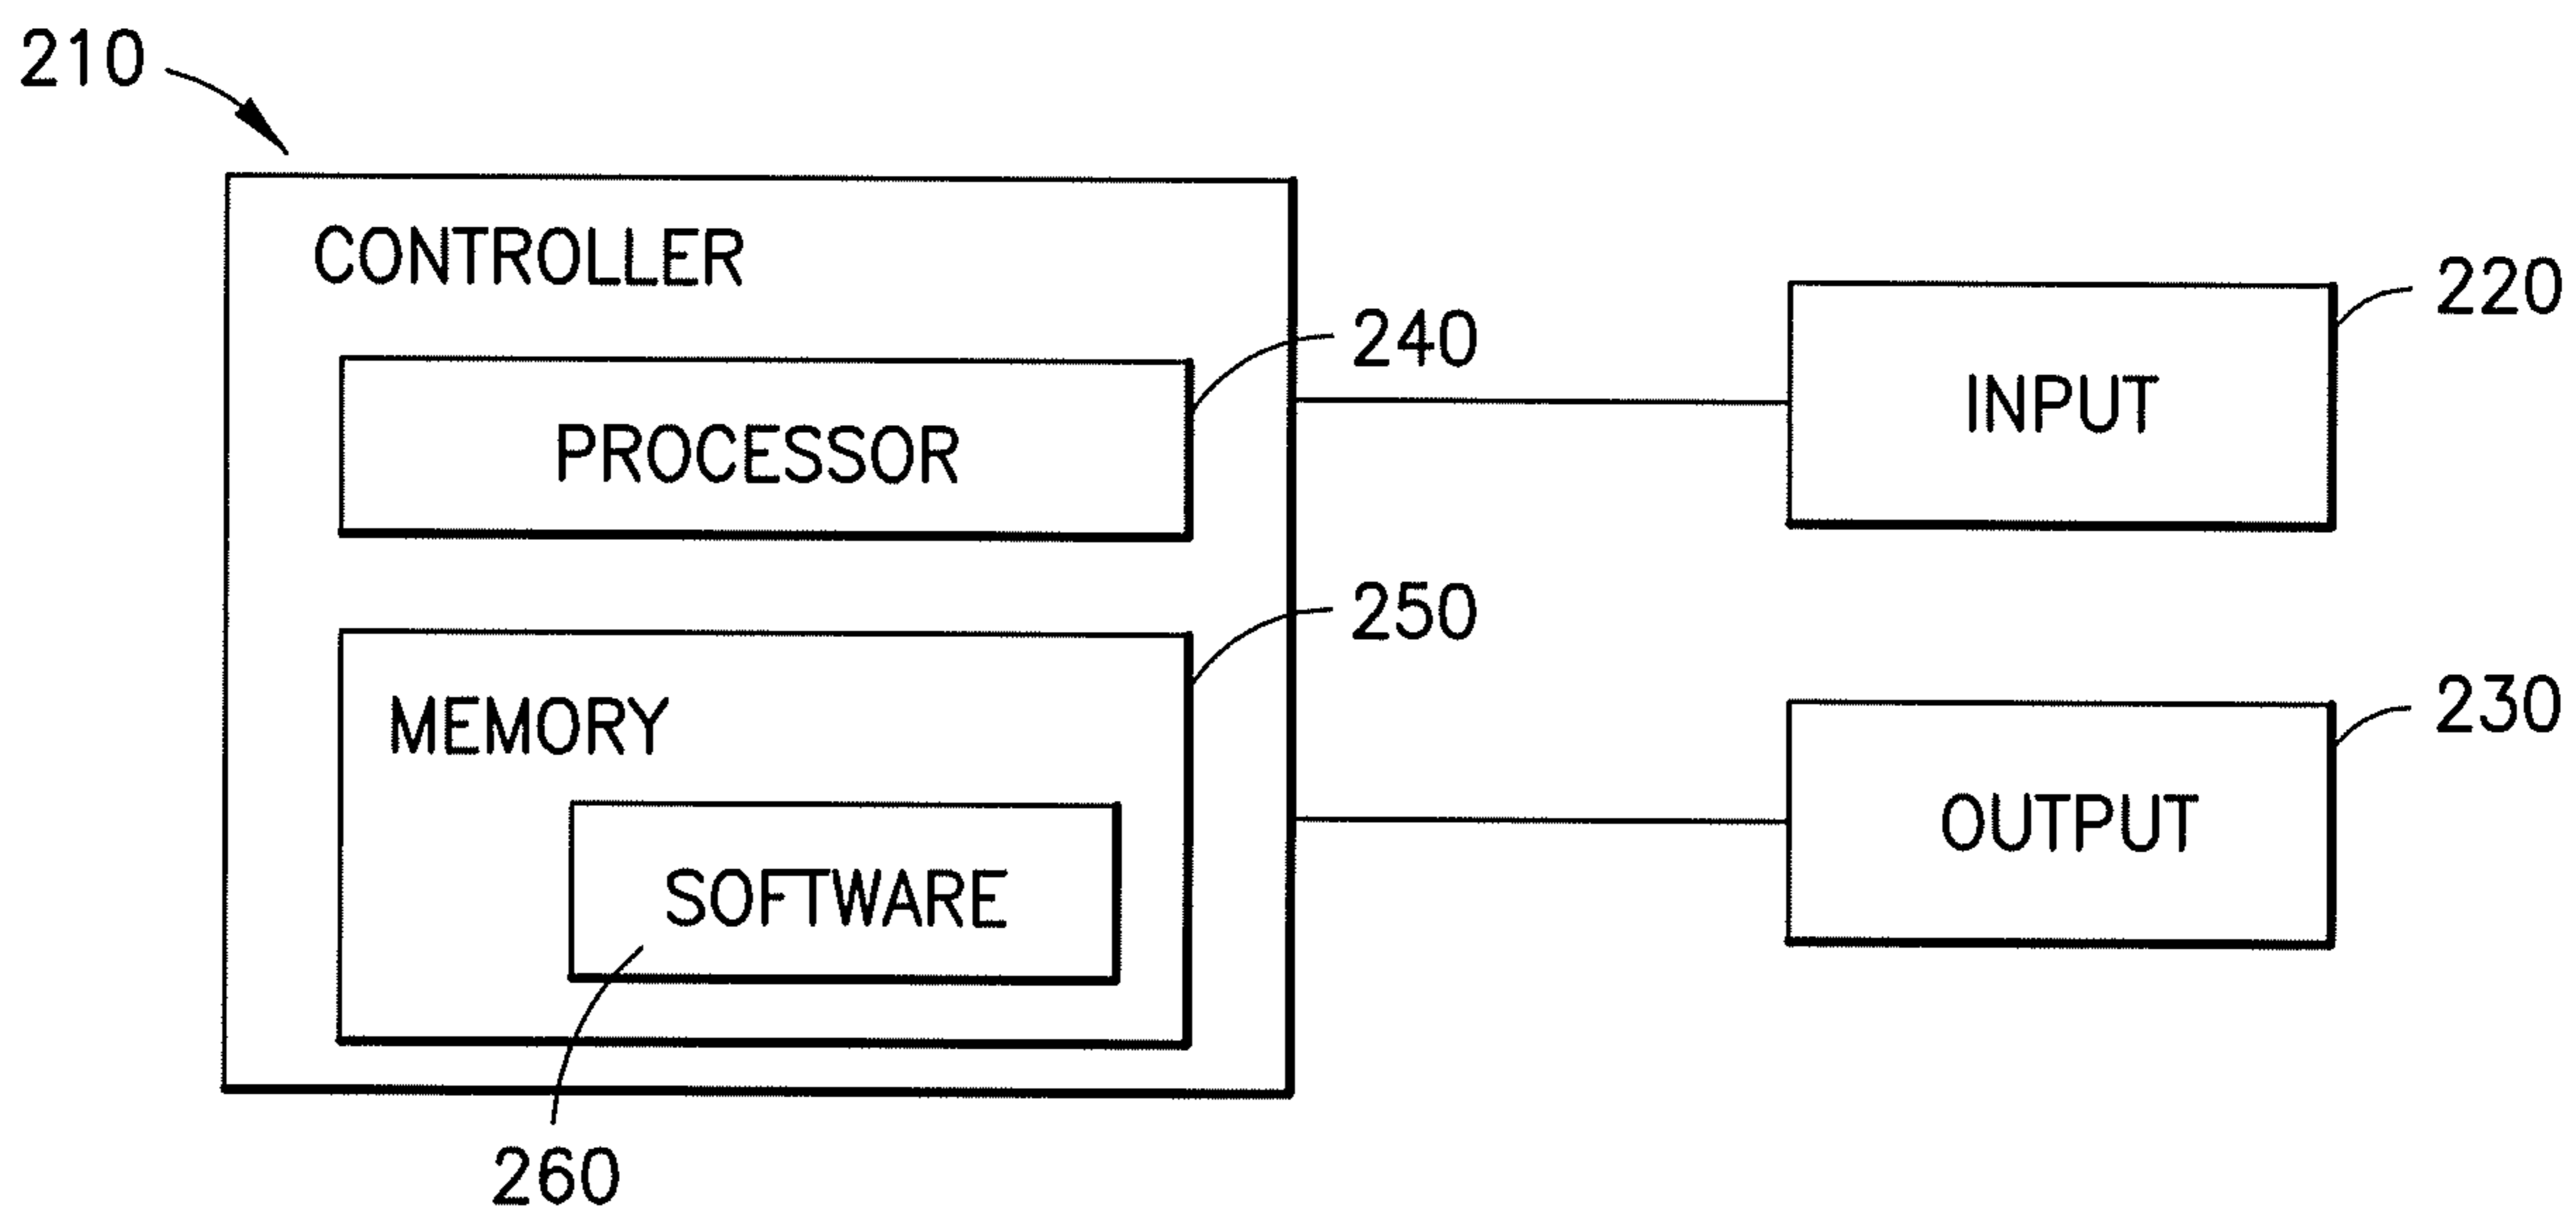 210
CONTROLLER
220
240
INPUT
PROCESSOR
250
230
MEMORY
OUTPUT
SOFTWARE
260